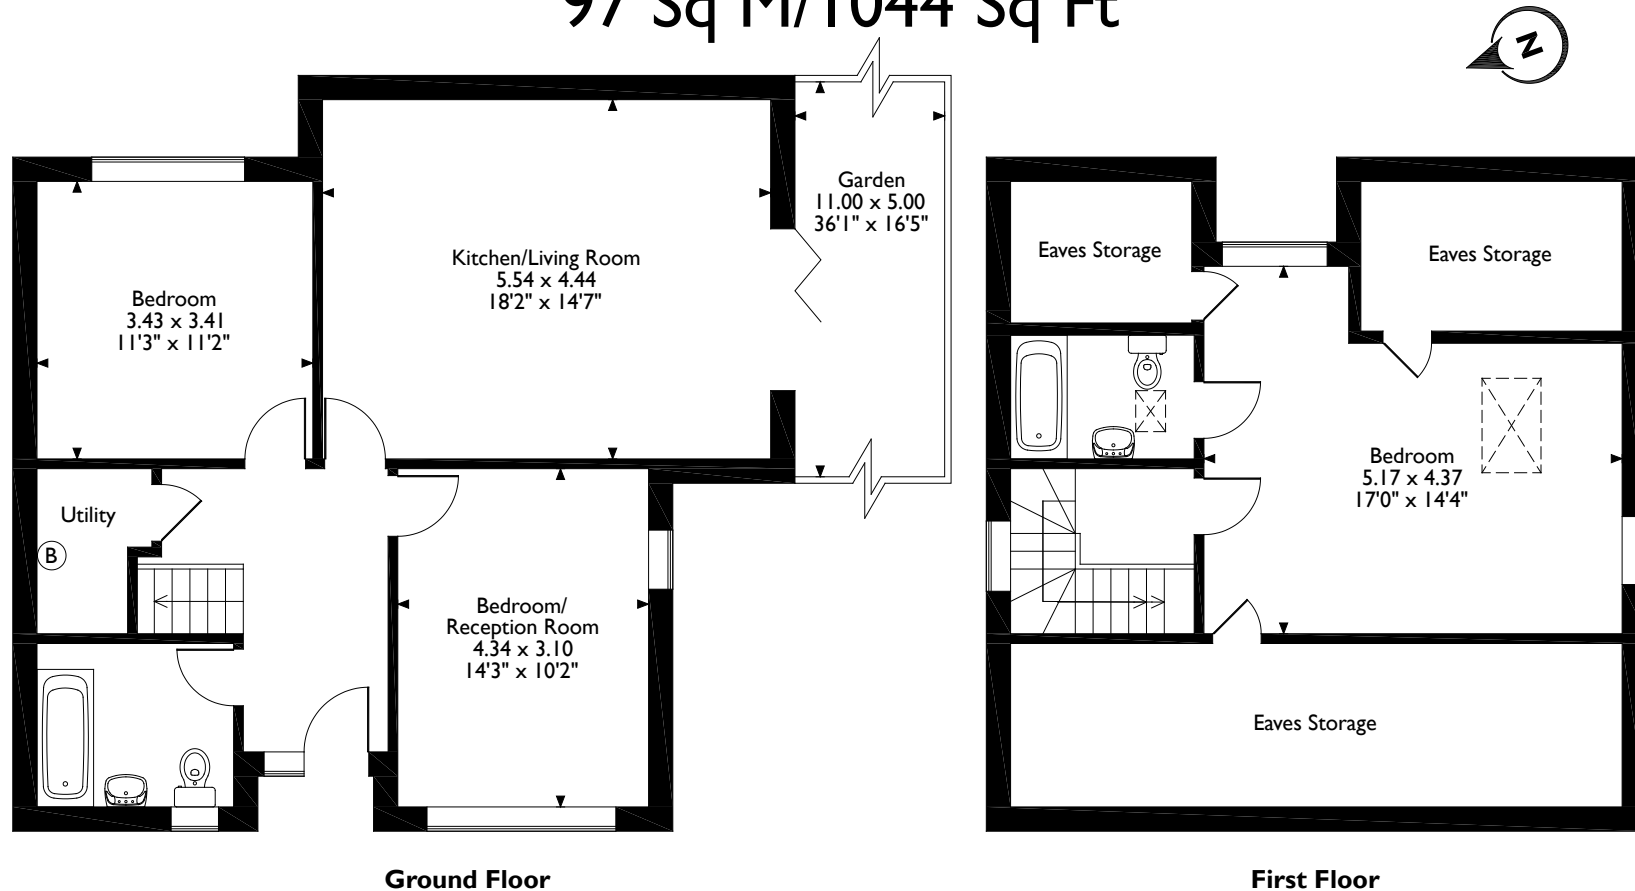 97 Sq M/1044 Sq Ft
N
Garden
11.00 x 5.00
36'1" x 16'5"
Kitchen/Living Room
5.54 x 4.44
18'2" x 14'7"
Bedroom
3.43 x 3.41
11'3" x 11'2"
Utility
B
Bedroom/
Reception Room
4.34 x 3.10
14'3" x 10'2"
Ground Floor
Eaves Storage
Eaves Storage
Bedroom
5.17 x 4.37
17'0" x 14'4"
Eaves Storage
First Floor